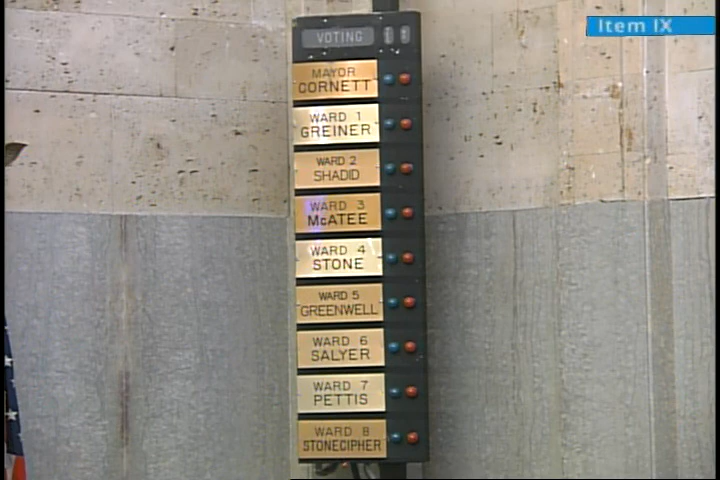 Item IX
VOTING
MAYOR
CORNETT
WARD 1
GREINER
WARD 2
SHADID
WARD 3
McATEE
WARD 4
STONE
WARD 5
GREENWELL
WARD 6
SALYER
WARD 7
PETTIS
WARD 8
STONECIPHER